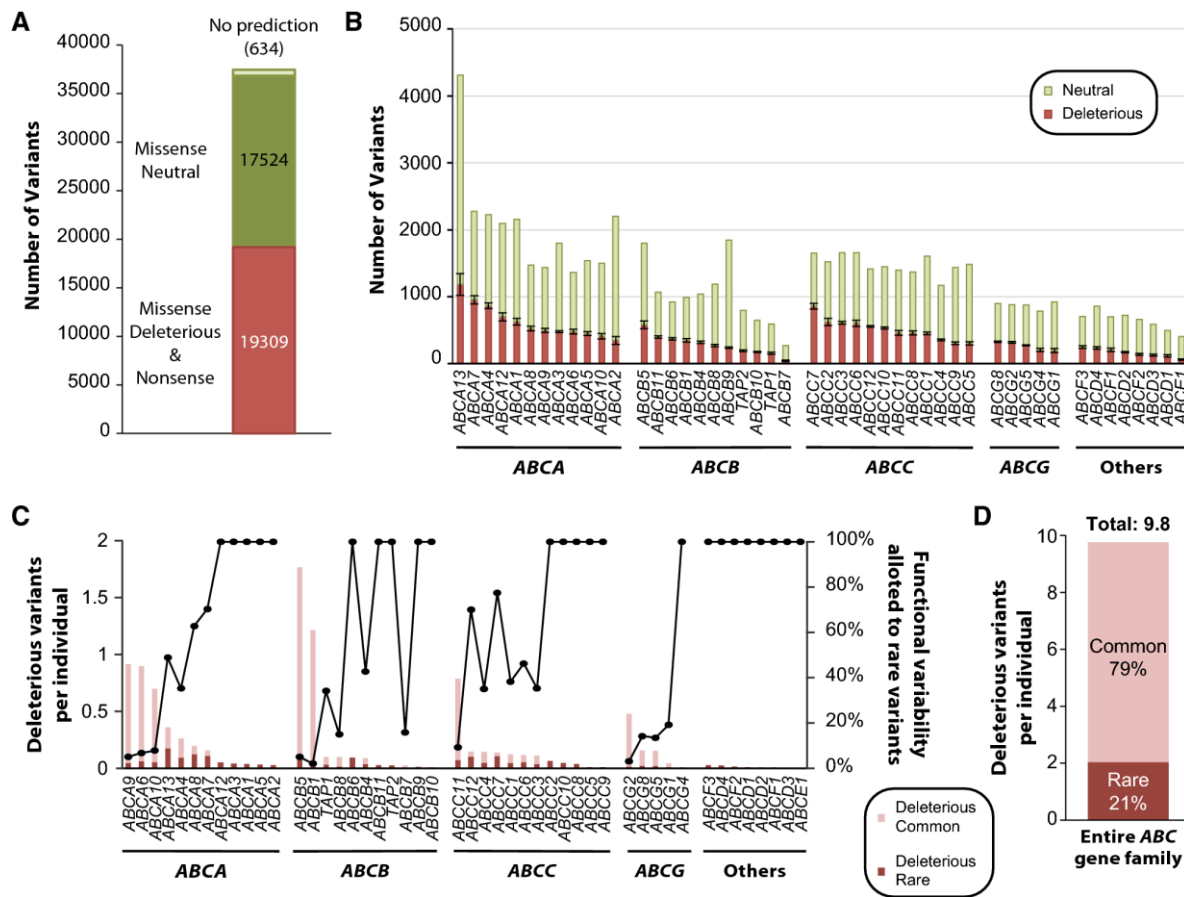 A
No prediction
(634)
40000
35000
30000
25000
20000
15000
10000
5000
0
Number of Variants
Missense
Neutral
17524
Missense
Deleterious
&
Nonsense
19309
B
5000
4000
3000
2000
1000
0
Number of Variants
Neutral
Deleterious
ABCA13
ABCA7
ABCA4
ABCA12
ABCA1
ABCA8
ABCA9
ABCA3
ABCA6
ABCA5
ABCA10
ABCA2
ABCB5
ABCB11
ABCB6
ABCB1
ABCB4
ABCB8
ABCB9
TAP2
ABCB10
TAP1
ABCB7
ABCC7
ABCC2
ABCC3
ABCC6
ABCC12
ABCC10
ABCC11
ABCC8
ABCC1
ABCC4
ABCC9
ABCC5
ABCG8
ABCG2
ABCG5
ABCG4
ABCG1
ABCF3
ABCD4
ABCF1
ABCD2
ABCF2
ABCD3
ABCD1
ABCE1
ABCA
ABCB
ABCC
ABCG
Others
C
2
1.5
1
0.5
0
Deleterious variants
per individual
100%
80%
60%
40%
20%
0%
Functional variability
alloted to rare variants
ABCA9
ABCA6
ABCA10
ABCA13
ABCA4
ABCA8
ABCA7
ABCA12
ABCA3
ABCA1
ABCA5
ABCA2
ABCB5
ABCB1
TAP1
ABCB8
ABCB6
ABCB4
ABCB11
TAP2
ABCB7
ABCB9
ABCB10
ABCC11
ABCC12
ABCC4
ABCC7
ABCC1
ABCC6
ABCC3
ABCC2
ABCC10
ABCC8
ABCC5
ABCC9
ABCG2
ABCG8
ABCG5
ABCG1
ABCG4
ABCF3
ABCD4
ABCF2
ABCD2
ABCD1
ABCF1
ABCD3
ABCE1
ABCA
ABCB
ABCC
ABCG
Others
Deleterious
Common
Deleterious
Rare
D
Total: 9.8
10
8
6
4
2
0
Deleterious variants
per individual
Common
79%
Rare
21%
Entire ABC
gene family